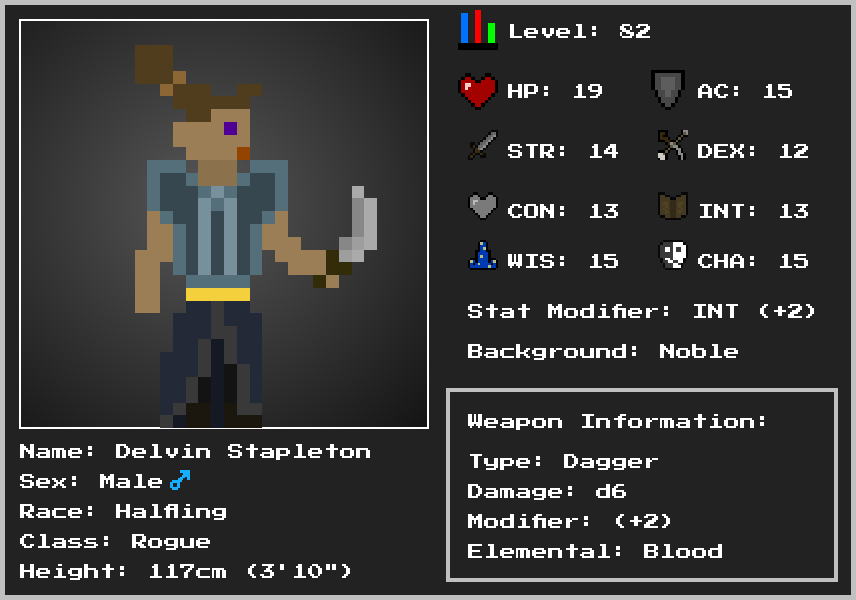 Level: 82
HP: 19 AC: 15
STR: 14 DEX: 12
CON: 13 INT: 13
WIS: 15 CHA: 15
Stat Modifier: INT (+2)
Background: Noble
Weapon Information:
Type: Dagger
Damage: d6
Modifier: (+2)
Elemental: Blood
Name: Delvin Stapleton
Sex: Male ♂
Race: Halfling
Class: Rogue
Height: 117cm (3'10")